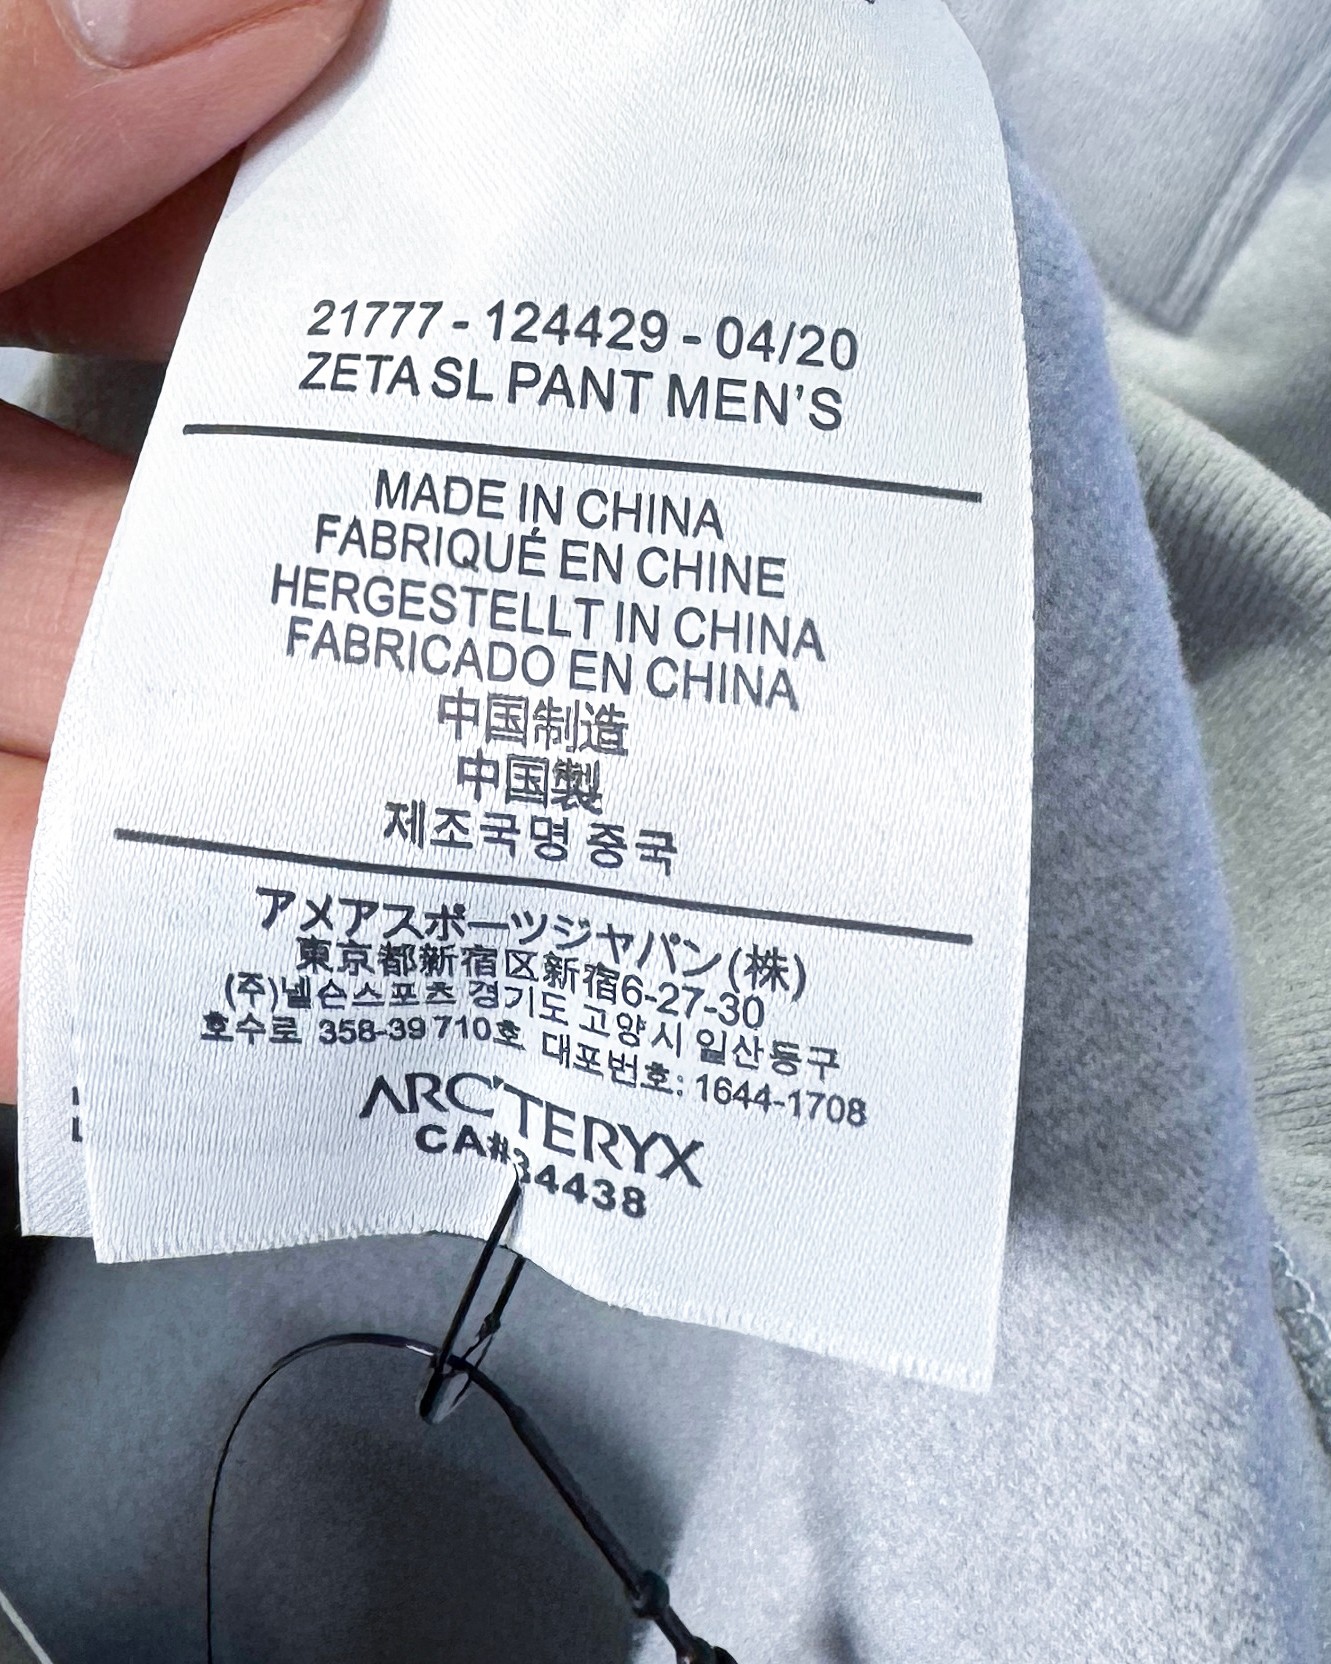 21777 - 124429 - 04/20
ZETA SL PANT MEN'S
MADE IN CHINA
FABRIQUÉ EN CHINE
HERGESTELLT IN CHINA
FABRICADO EN CHINA
中国制造
中国製
제조국명 중국
アメアスポーツジャパン(株)
東京都新宿区新宿6-27-30
(주)넬슨스포츠 경기도 고양시 일산동구
호수로 358-39 710호 대표번호: 1644-1708
ARC'TERYX
CA#34438